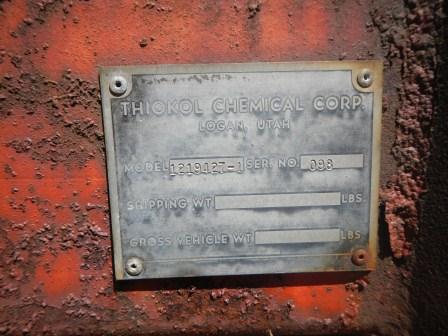 THIOKOL CHEMICAL CORP.
LOGAN, UTAH
MODEL 1219427-1 SER. NO. 098
SHIPPING WT. LBS.
GROSS VEHICLE WT. LBS.